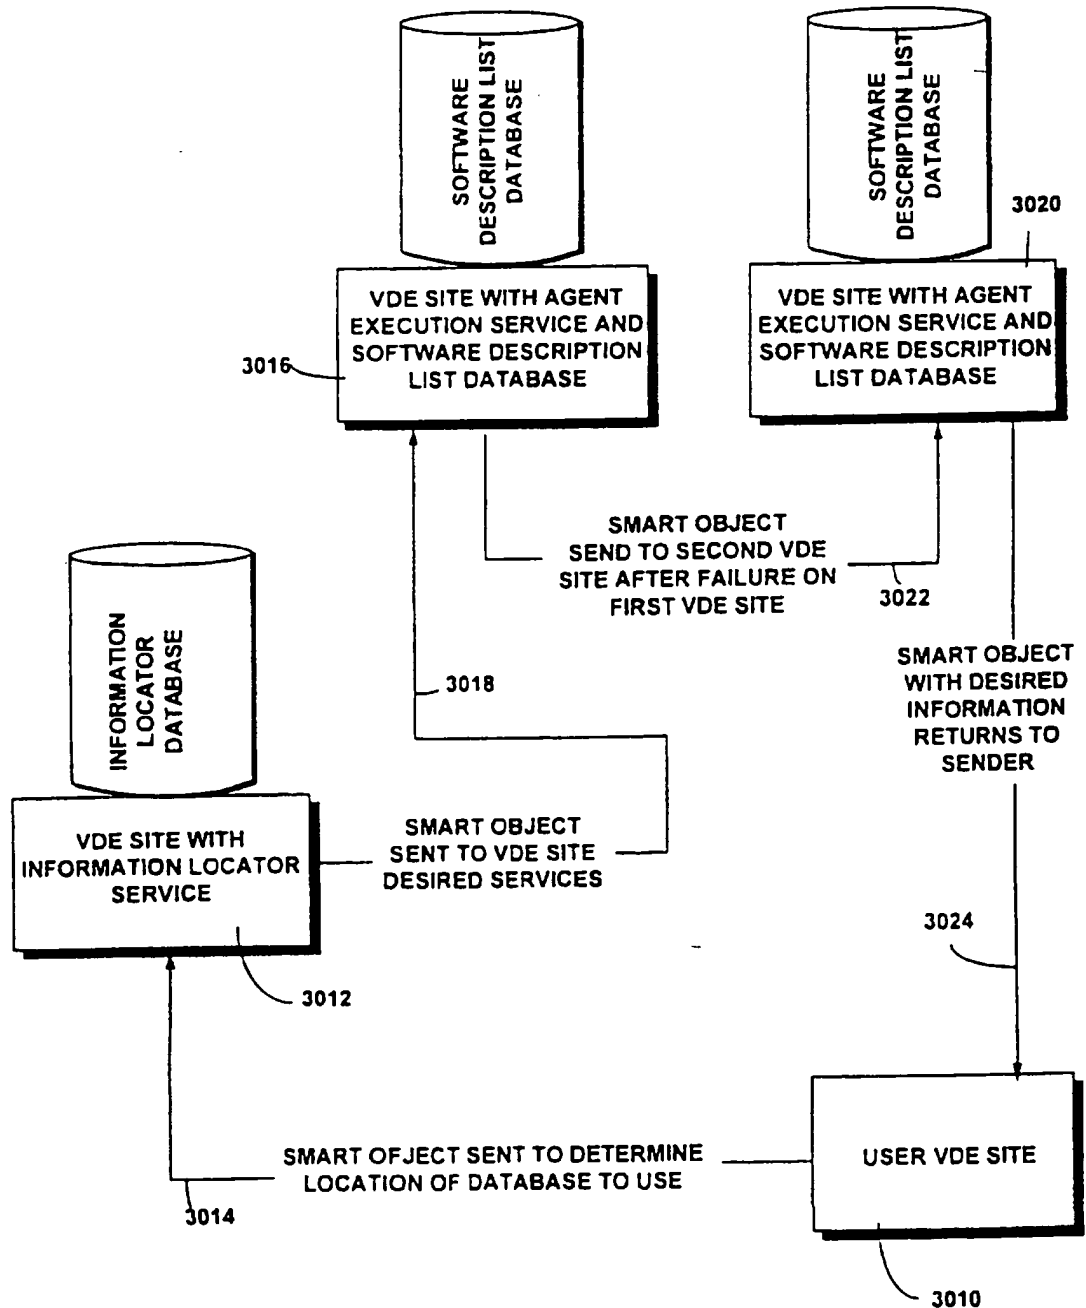 SOFTWARE
DESCRIPTION LIST
DATABASE
SOFTWARE
DESCRIPTION LIST
DATABASE
3020
VDE SITE WITH AGENT
EXECUTION SERVICE AND
SOFTWARE DESCRIPTION
LIST DATABASE
3016
VDE SITE WITH AGENT
EXECUTION SERVICE AND
SOFTWARE DESCRIPTION
LIST DATABASE
SMART OBJECT
SEND TO SECOND VDE
SITE AFTER FAILURE ON
FIRST VDE SITE
3022
INFORMATION
LOCATOR
DATABASE
3018
SMART OBJECT
WITH DESIRED
INFORMATION
RETURNS TO
SENDER
VDE SITE WITH
INFORMATION LOCATOR
SERVICE
SMART OBJECT
SENT TO VDE SITE
DESIRED SERVICES
3024
3012
SMART OFJECT SENT TO DETERMINE
LOCATION OF DATABASE TO USE
3014
USER VDE SITE
3010